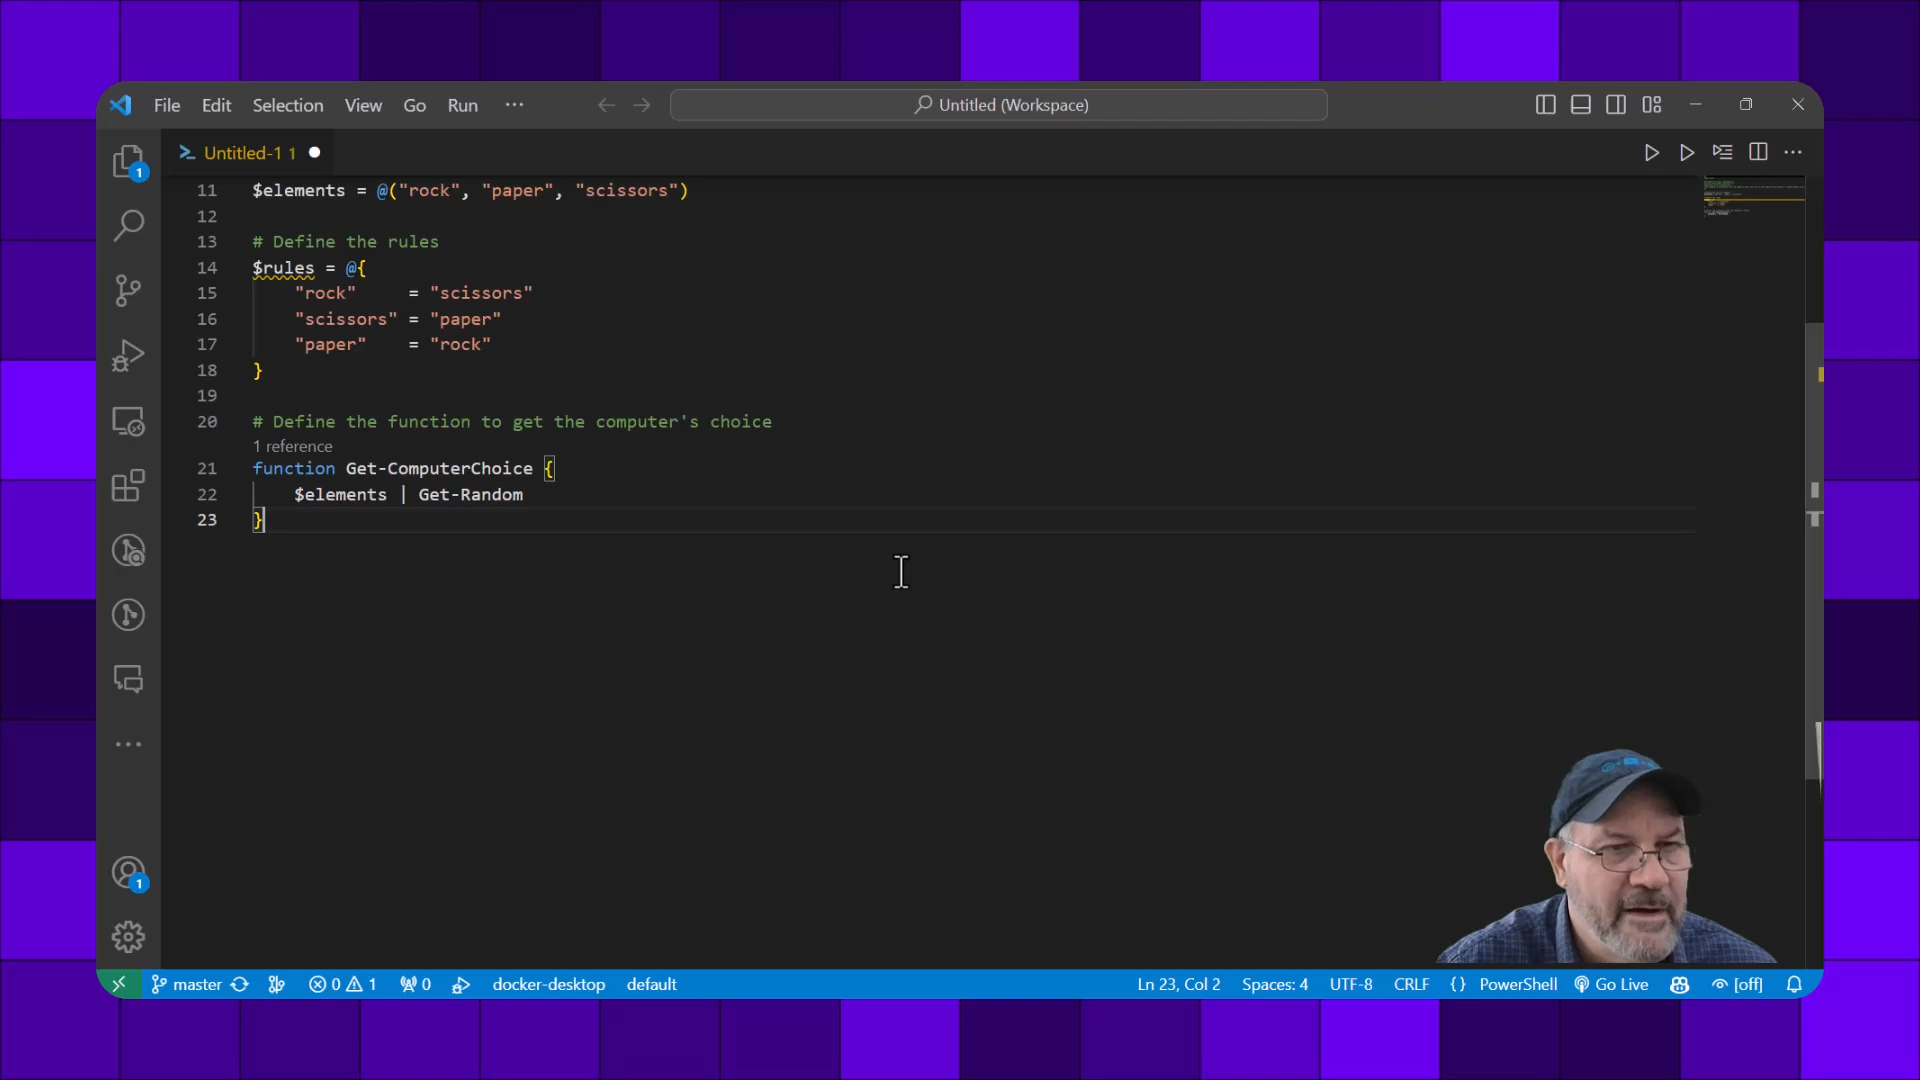 File Edit Selection View Go Run ···
Untitled (Workspace)
Untitled-1 1
11 $elements = @("rock", "paper", "scissors")
12
13 # Define the rules
14 $rules = @{
15 "rock" = "scissors"
16 "scissors" = "paper"
17 "paper" = "rock"
18 }
19
20 # Define the function to get the computer's choice
1 reference
21 function Get-ComputerChoice {
22 $elements | Get-Random
23 }
1
1
master 0 1 0 docker-desktop default Ln 23, Col 2 Spaces: 4 UTF-8 CRLF {} PowerShell Go Live [off]